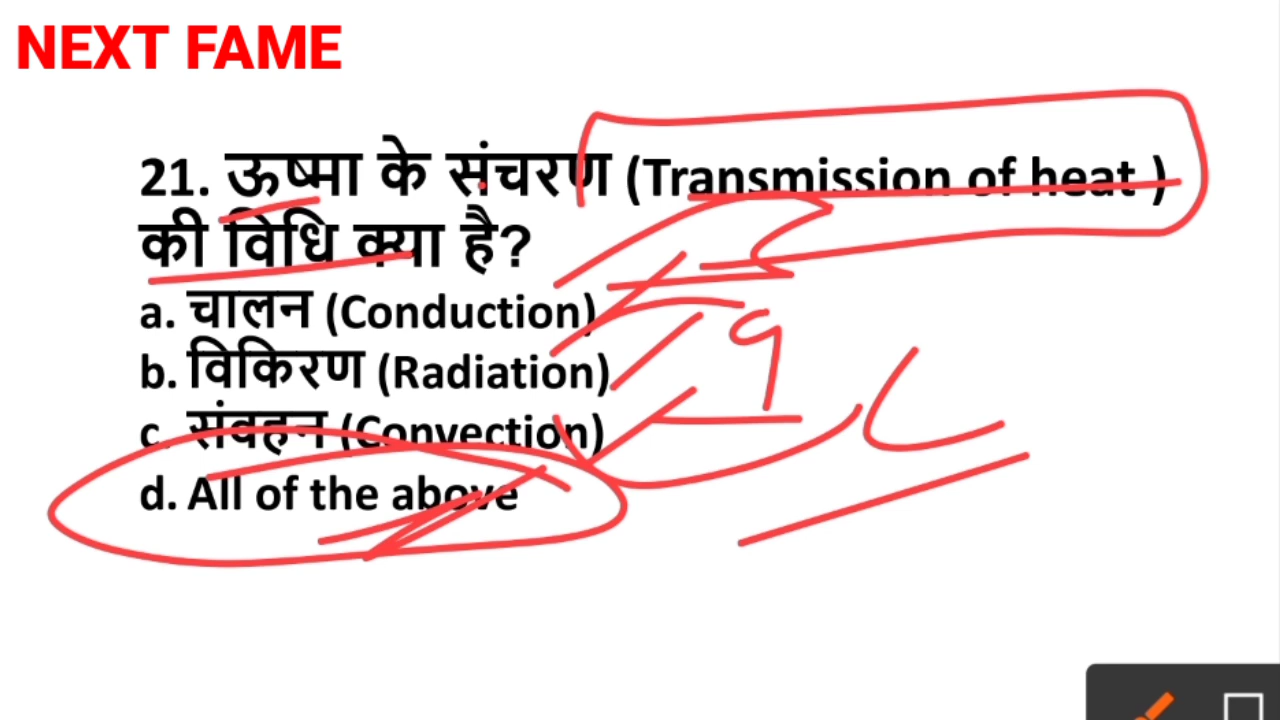 NEXT FAME
21. ऊष्मा के संचरण (Transmission of heat )
की विधि क्या है?
a. चालन (Conduction)
b. विकिरण (Radiation)
c. संवहन (Convection)
d. All of the above